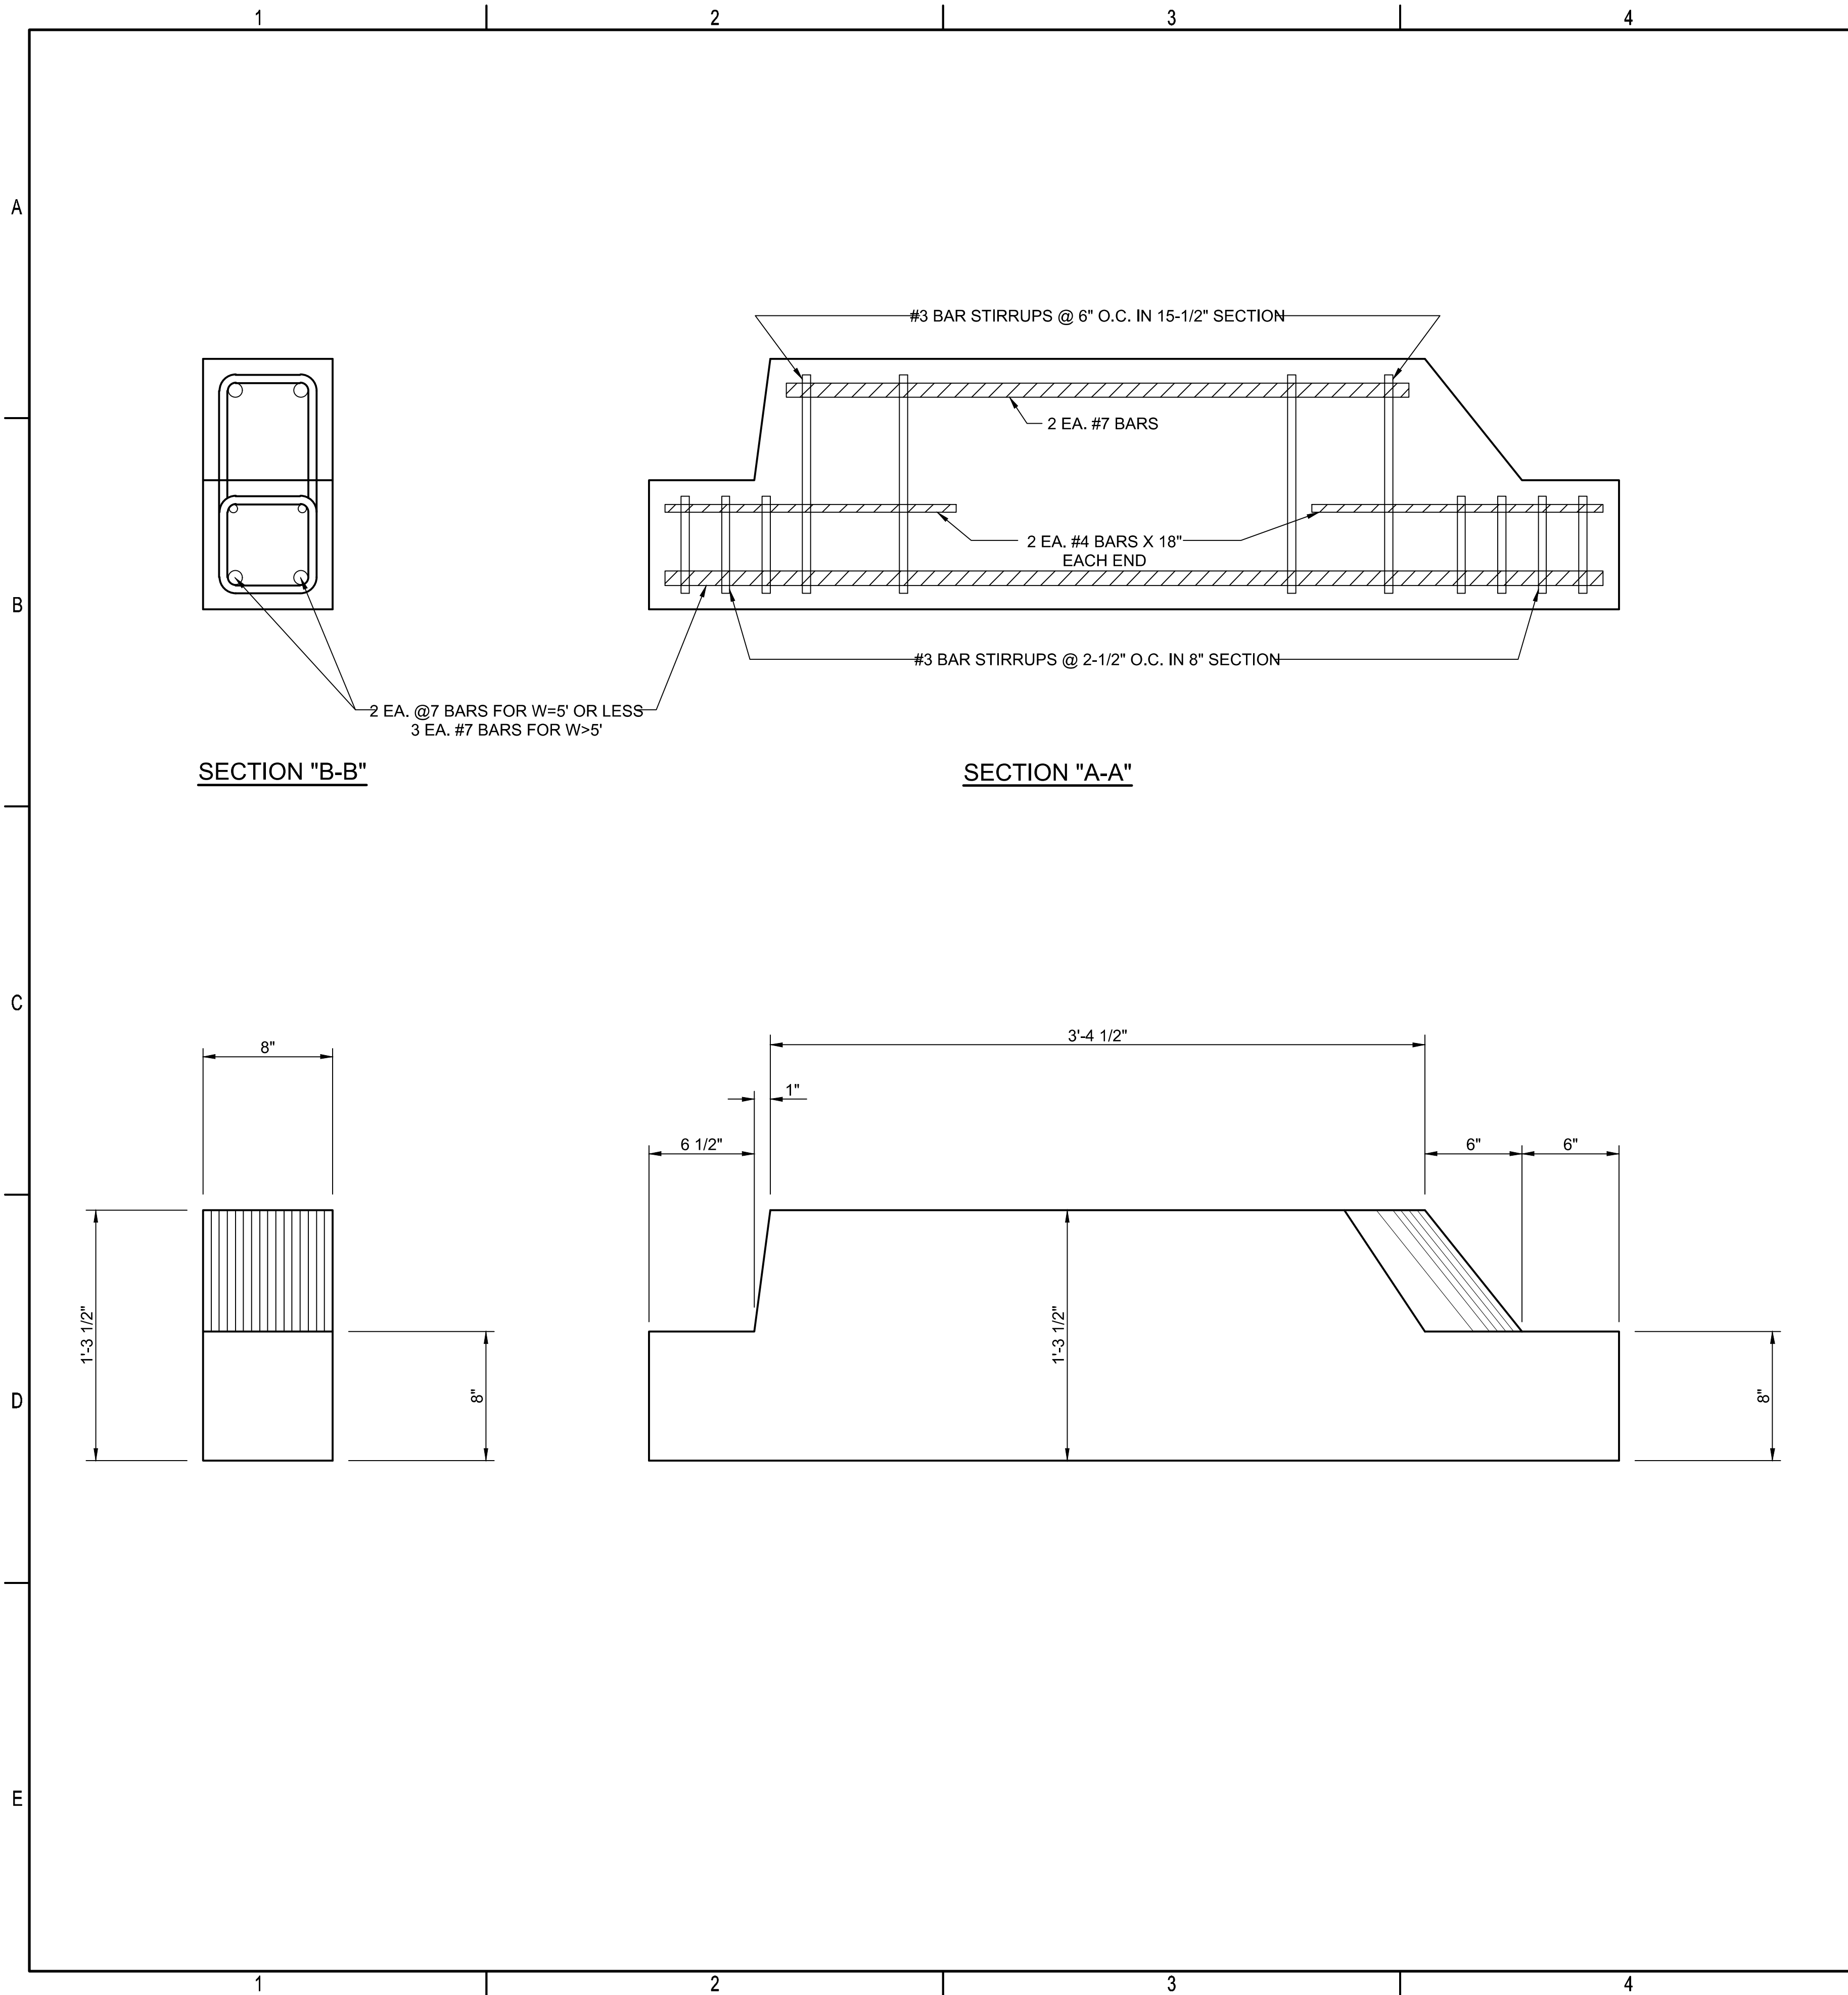 1 2 3 4
A
#3 BAR STIRRUPS @ 6" O.C. IN 15-1/2" SECTION
2 EA. #7 BARS
2 EA. #4 BARS X 18"
EACH END
B
#3 BAR STIRRUPS @ 2-1/2" O.C. IN 8" SECTION
2 EA. @7 BARS FOR W=5' OR LESS
3 EA. #7 BARS FOR W>5'
SECTION "B-B"
SECTION "A-A"
C
8"
3'-4 1/2"
1"
6 1/2"
6"
6"
1'-3 1/2"
8"
1'-3 1/2"
8"
D
E
1 2 3 4